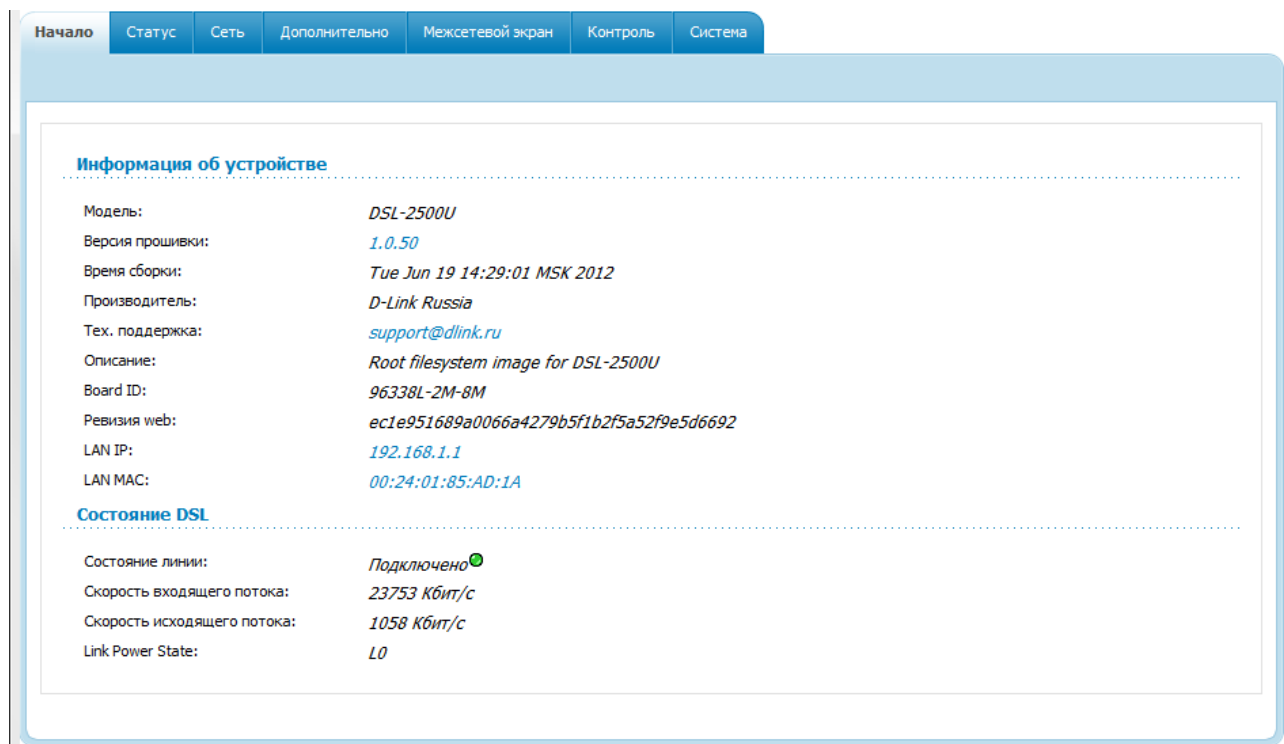 Начало Статус Сеть Дополнительно Межсетевой экран Контроль Система
Информация об устройстве
Модель: DSL-2500U
Версия прошивки: 1.0.50
Время сборки: Tue Jun 19 14:29:01 MSK 2012
Производитель: D-Link Russia
Тех. поддержка: support@dlink.ru
Описание: Root filesystem image for DSL-2500U
Board ID: 96338L-2M-8M
Ревизия web: ec1e951689a0066a4279b5f1b2f5a52f9e5d6692
LAN IP: 192.168.1.1
LAN MAC: 00:24:01:85:AD:1A
Состояние DSL
Состояние линии: Подключено
Скорость входящего потока: 23753 Кбит/с
Скорость исходящего потока: 1058 Кбит/с
Link Power State: L0